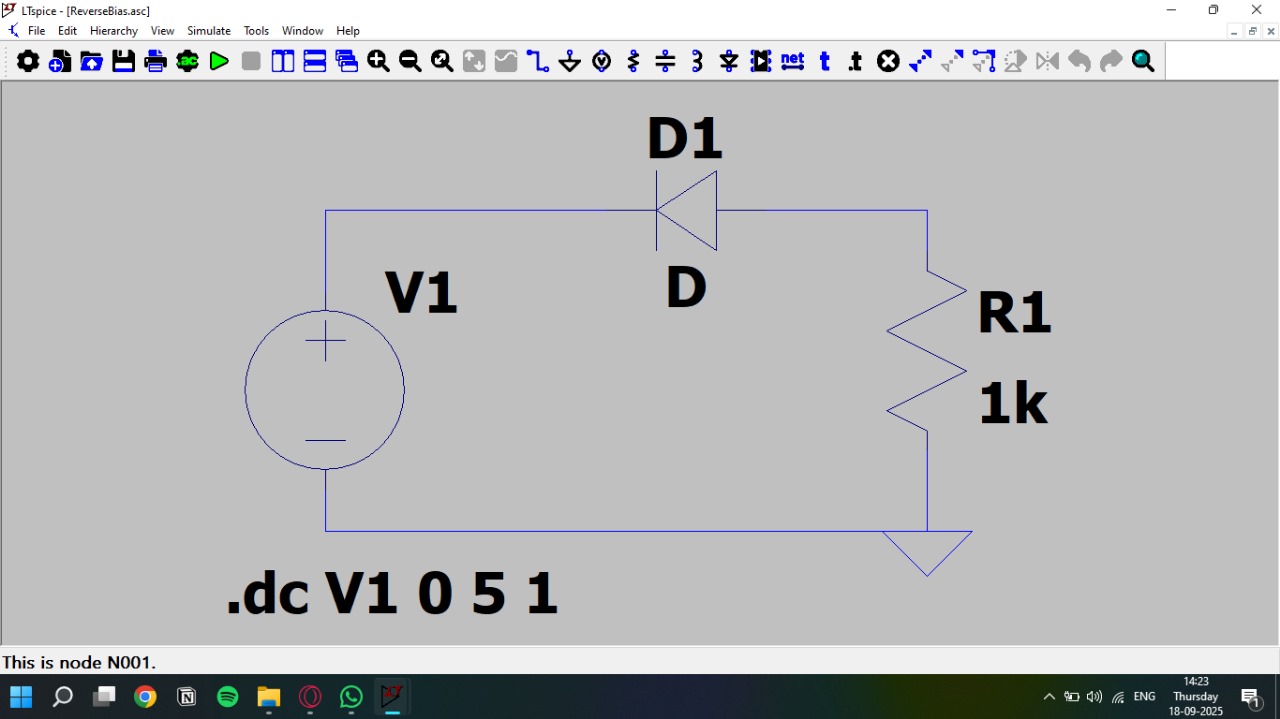 LTspice - [ReverseBias.asc]
File Edit Hierarchy View Simulate Tools Window Help
.ac V net t .t
D1
V1
D
R1
1k
.dc V1 0 5 1
This is node N001.
14:23
ENG Thursday
18-09-2025
1